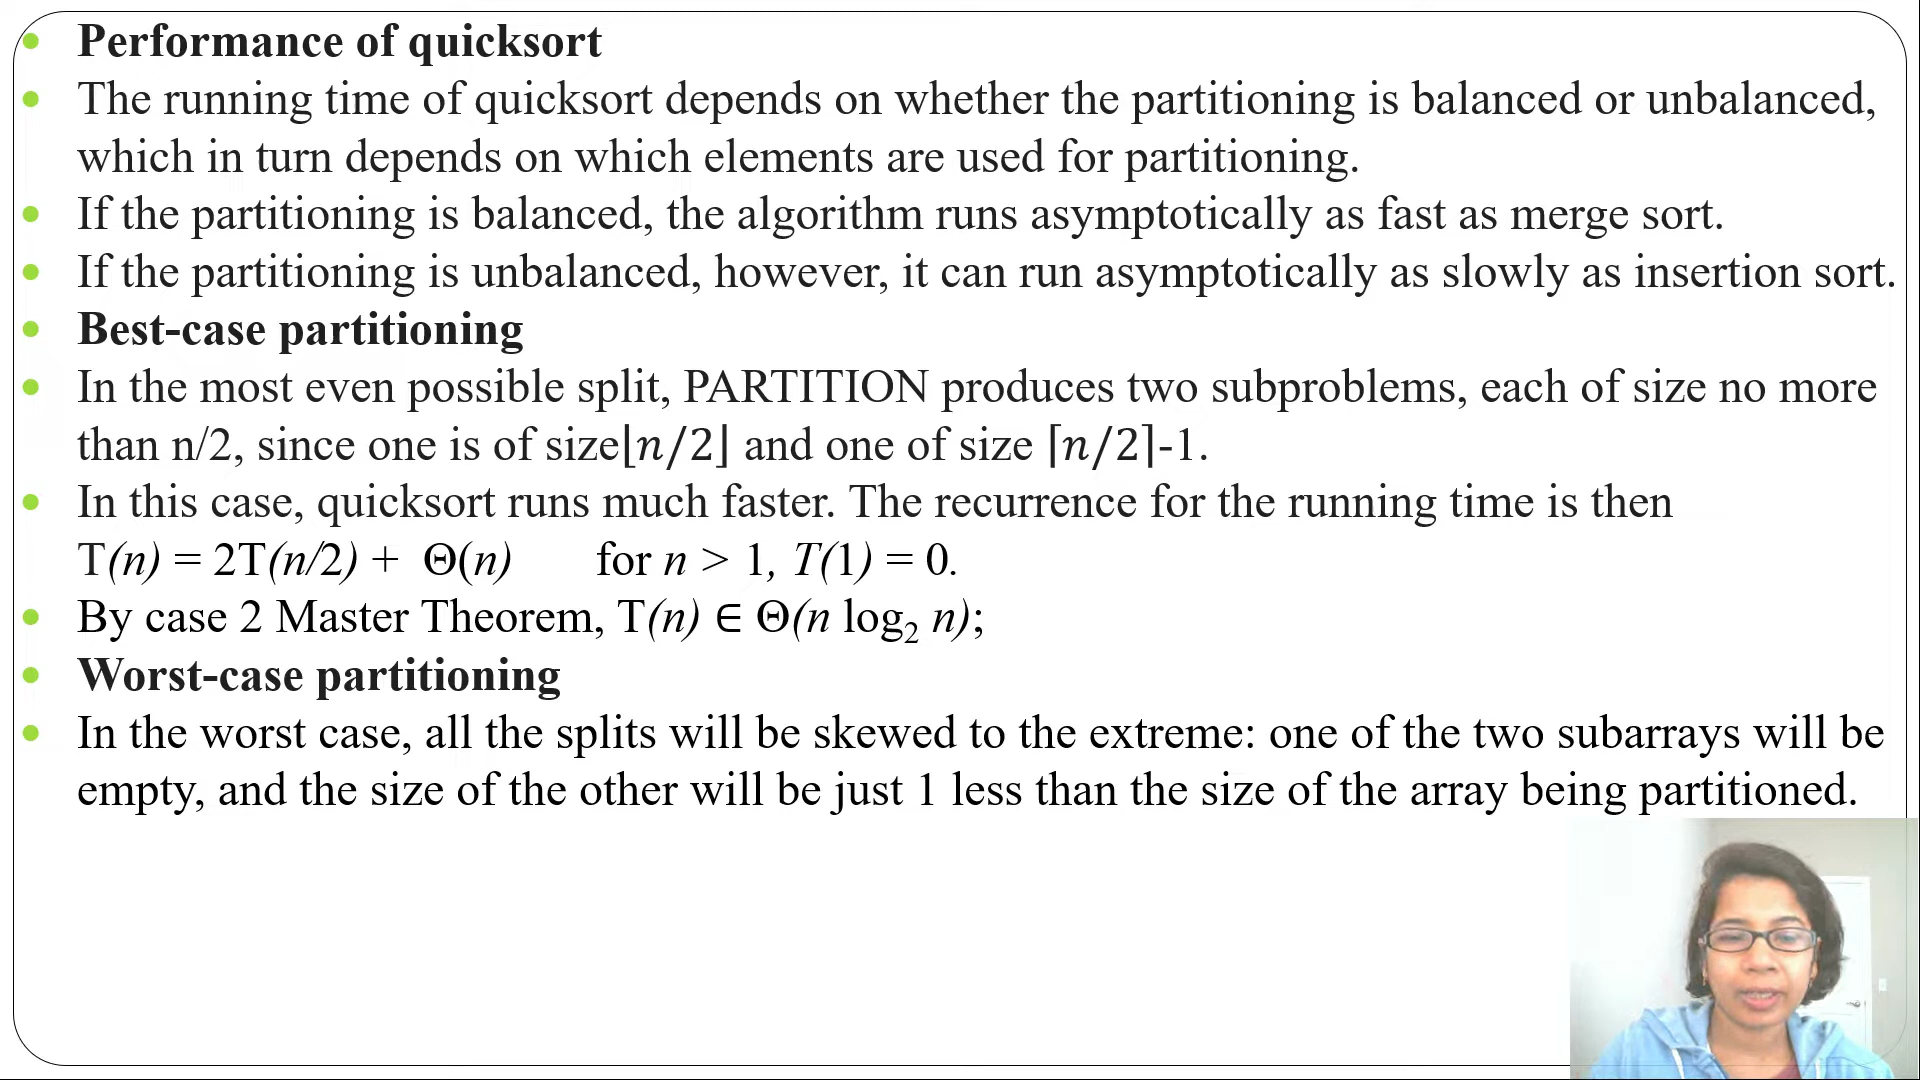 Performance of quicksort
The running time of quicksort depends on whether the partitioning is balanced or unbalanced,
which in turn depends on which elements are used for partitioning.
If the partitioning is balanced, the algorithm runs asymptotically as fast as merge sort.
If the partitioning is unbalanced, however, it can run asymptotically as slowly as insertion sort.
Best-case partitioning
In the most even possible split, PARTITION produces two subproblems, each of size no more
than n/2, since one is of size⌊n/2⌋ and one of size ⌈n/2⌉-1.
In this case, quicksort runs much faster. The recurrence for the running time is then
T(n) = 2T(n/2) + Θ(n) for n > 1, T(1) = 0.
By case 2 Master Theorem, T(n) ∈ Θ(n log₂ n);
Worst-case partitioning
In the worst case, all the splits will be skewed to the extreme: one of the two subarrays will be
empty, and the size of the other will be just 1 less than the size of the array being partitioned.